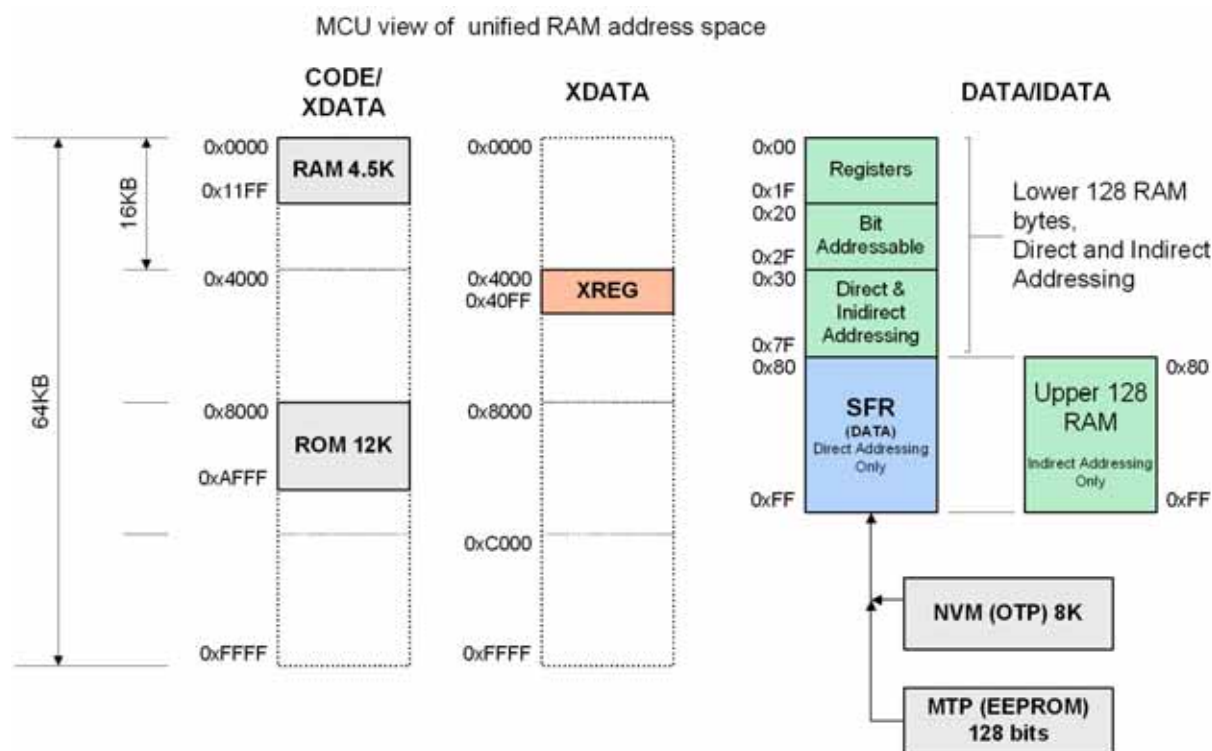 MCU view of unified RAM address space
CODE/
XDATA
XDATA
DATA/IDATA
64KB
16KB
0x0000
RAM 4.5K
0x11FF
0x4000
0x8000
ROM 12K
0xAFFF
0xFFFF
0x0000
0x4000
XREG
0x40FF
0x8000
0xC000
0xFFFF
0x00
Registers
0x1F
0x20
Bit
Addressable
0x2F
0x30
Direct &
Inidirect
Addressing
0x7F
0x80
SFR
(DATA)
Direct Addressing
Only
0xFF
Lower 128 RAM
bytes,
Direct and Indirect
Addressing
0x80
Upper 128
RAM
Indirect Addressing
Only
0xFF
NVM (OTP) 8K
MTP (EEPROM)
128 bits